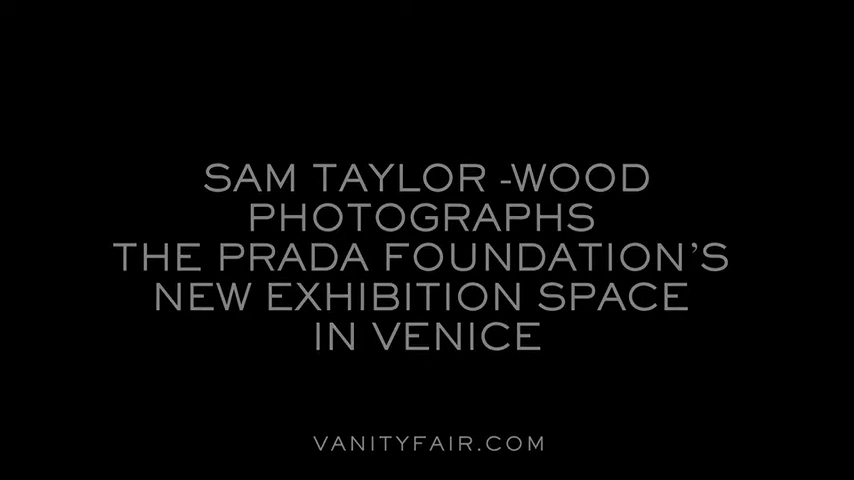 SAM TAYLOR -WOOD
PHOTOGRAPHS
THE PRADA FOUNDATION'S
NEW EXHIBITION SPACE
IN VENICE
VANITYFAIR.COM